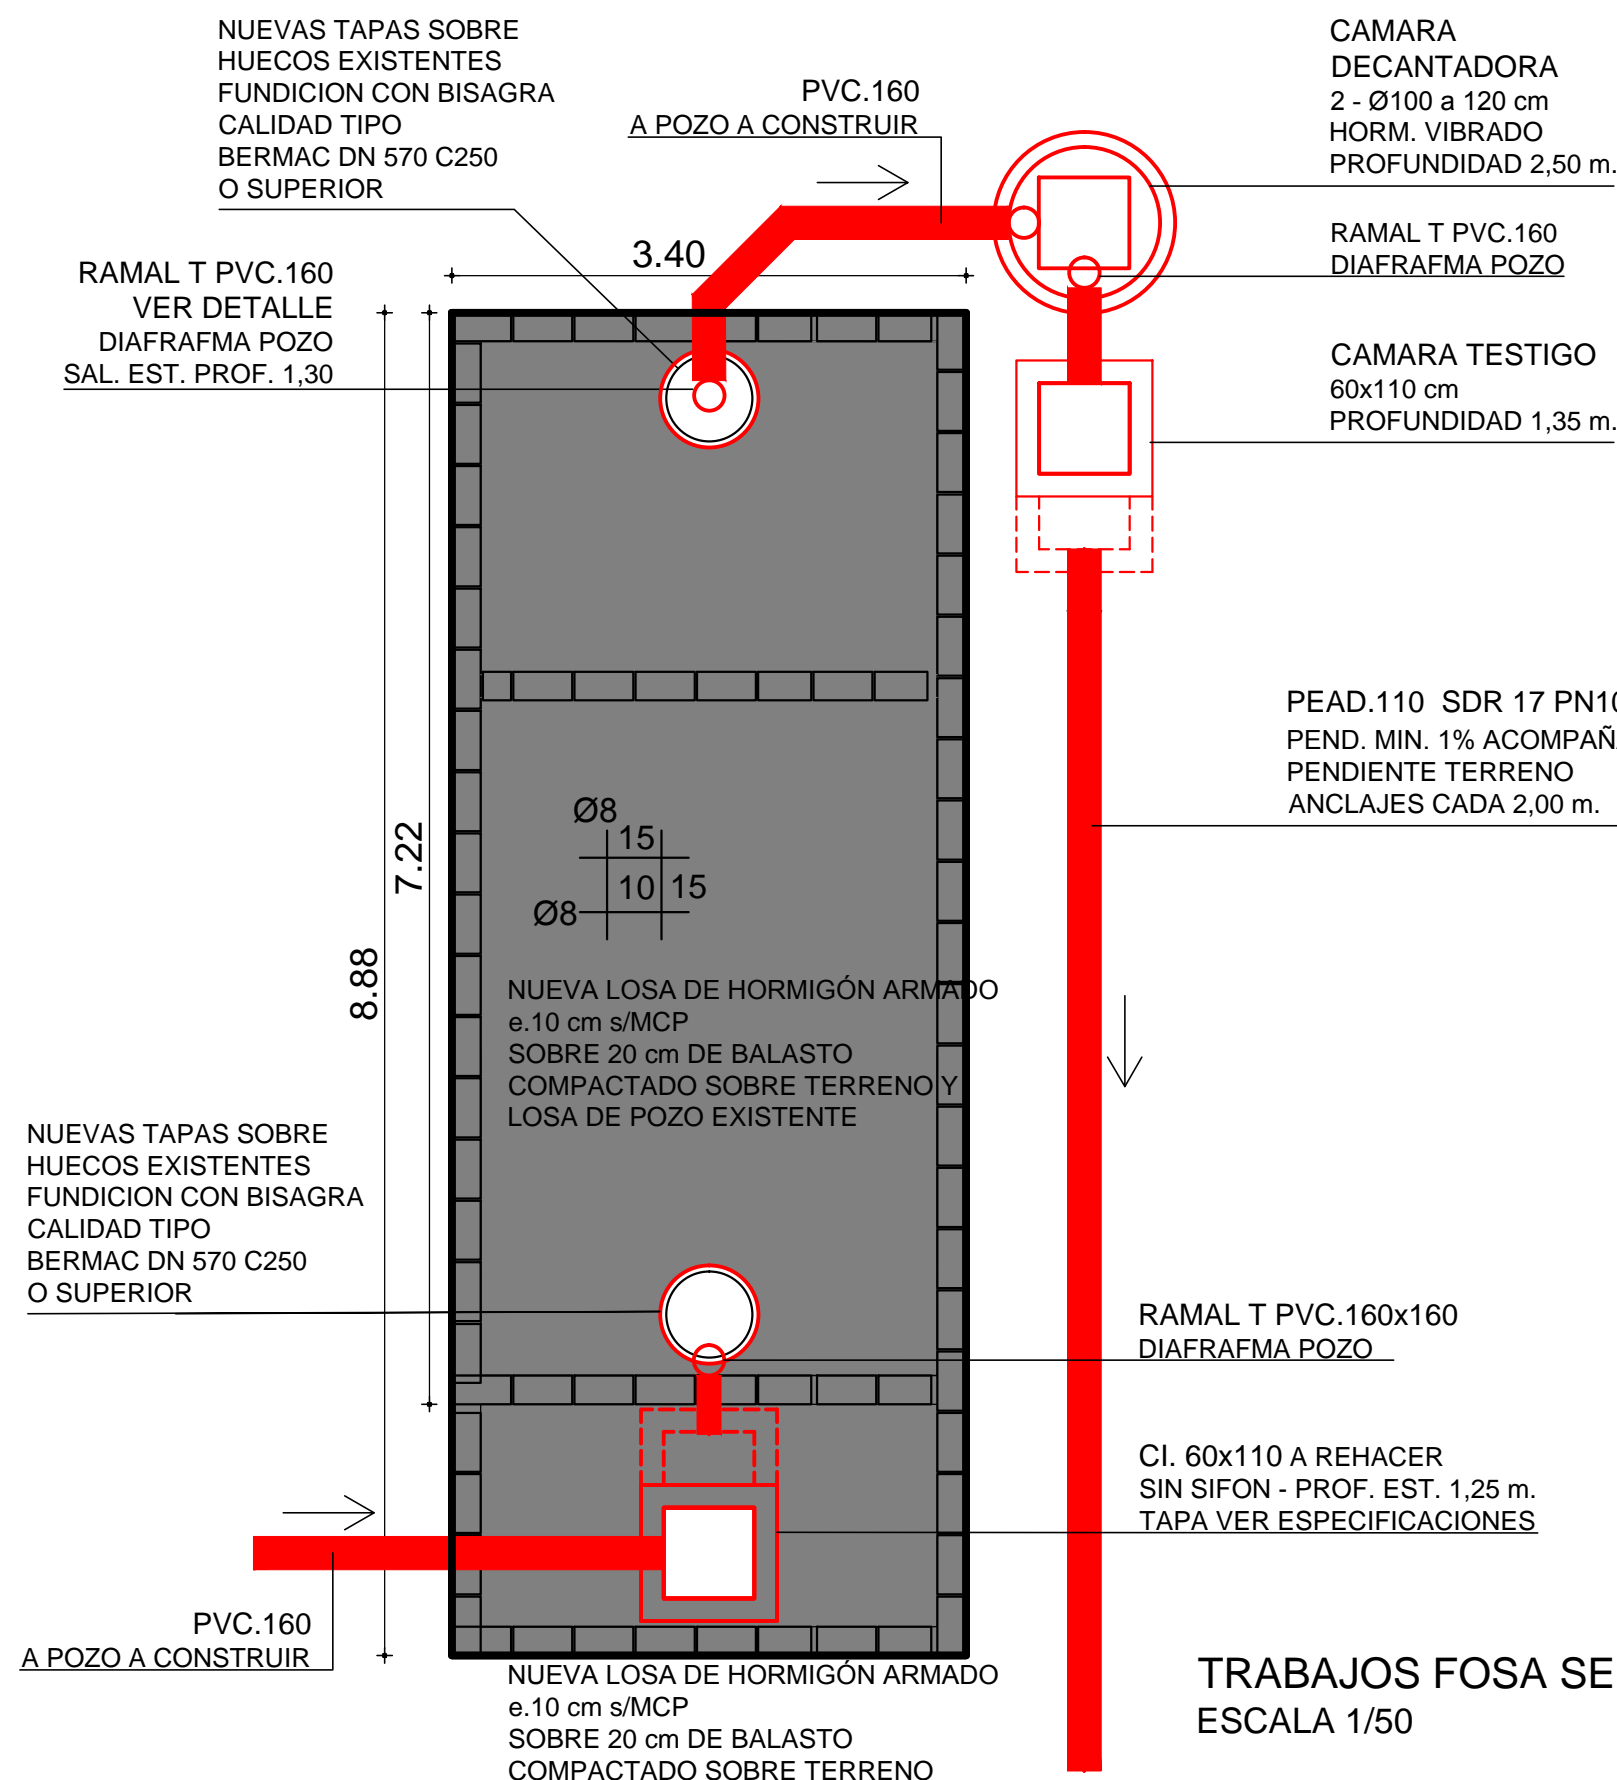 NUEVAS TAPAS SOBRE
HUECOS EXISTENTES
FUNDICION CON BISAGRA
CALIDAD TIPO
BERMAC DN 570 C250
O SUPERIOR
PVC.160
A POZO A CONSTRUIR
CAMARA
DECANTADORA
2 - Ø100 a 120 cm
HORM. VIBRADO
PROFUNDIDAD 2,50 m.
RAMAL T PVC.160
DIAFRAFMA POZO
3.40
RAMAL T PVC.160
VER DETALLE
DIAFRAFMA POZO
SAL. EST. PROF. 1,30
CAMARA TESTIGO
60x110 cm
PROFUNDIDAD 1,35 m.
PEAD.110 SDR 17 PN10
PEND. MIN. 1% ACOMPAÑA
PENDIENTE TERRENO
ANCLAJES CADA 2,00 m.
7.22
8.88
Ø8
15
10 15
Ø8
NUEVA LOSA DE HORMIGÓN ARMADO
e.10 cm s/MCP
SOBRE 20 cm DE BALASTO
COMPACTADO SOBRE TERRENO Y
LOSA DE POZO EXISTENTE
NUEVAS TAPAS SOBRE
HUECOS EXISTENTES
FUNDICION CON BISAGRA
CALIDAD TIPO
BERMAC DN 570 C250
O SUPERIOR
RAMAL T PVC.160x160
DIAFRAFMA POZO
CI. 60x110 A REHACER
SIN SIFON - PROF. EST. 1,25 m.
TAPA VER ESPECIFICACIONES
PVC.160
A POZO A CONSTRUIR
NUEVA LOSA DE HORMIGÓN ARMADO
e.10 cm s/MCP
SOBRE 20 cm DE BALASTO
COMPACTADO SOBRE TERRENO
TRABAJOS FOSA SE
ESCALA 1/50